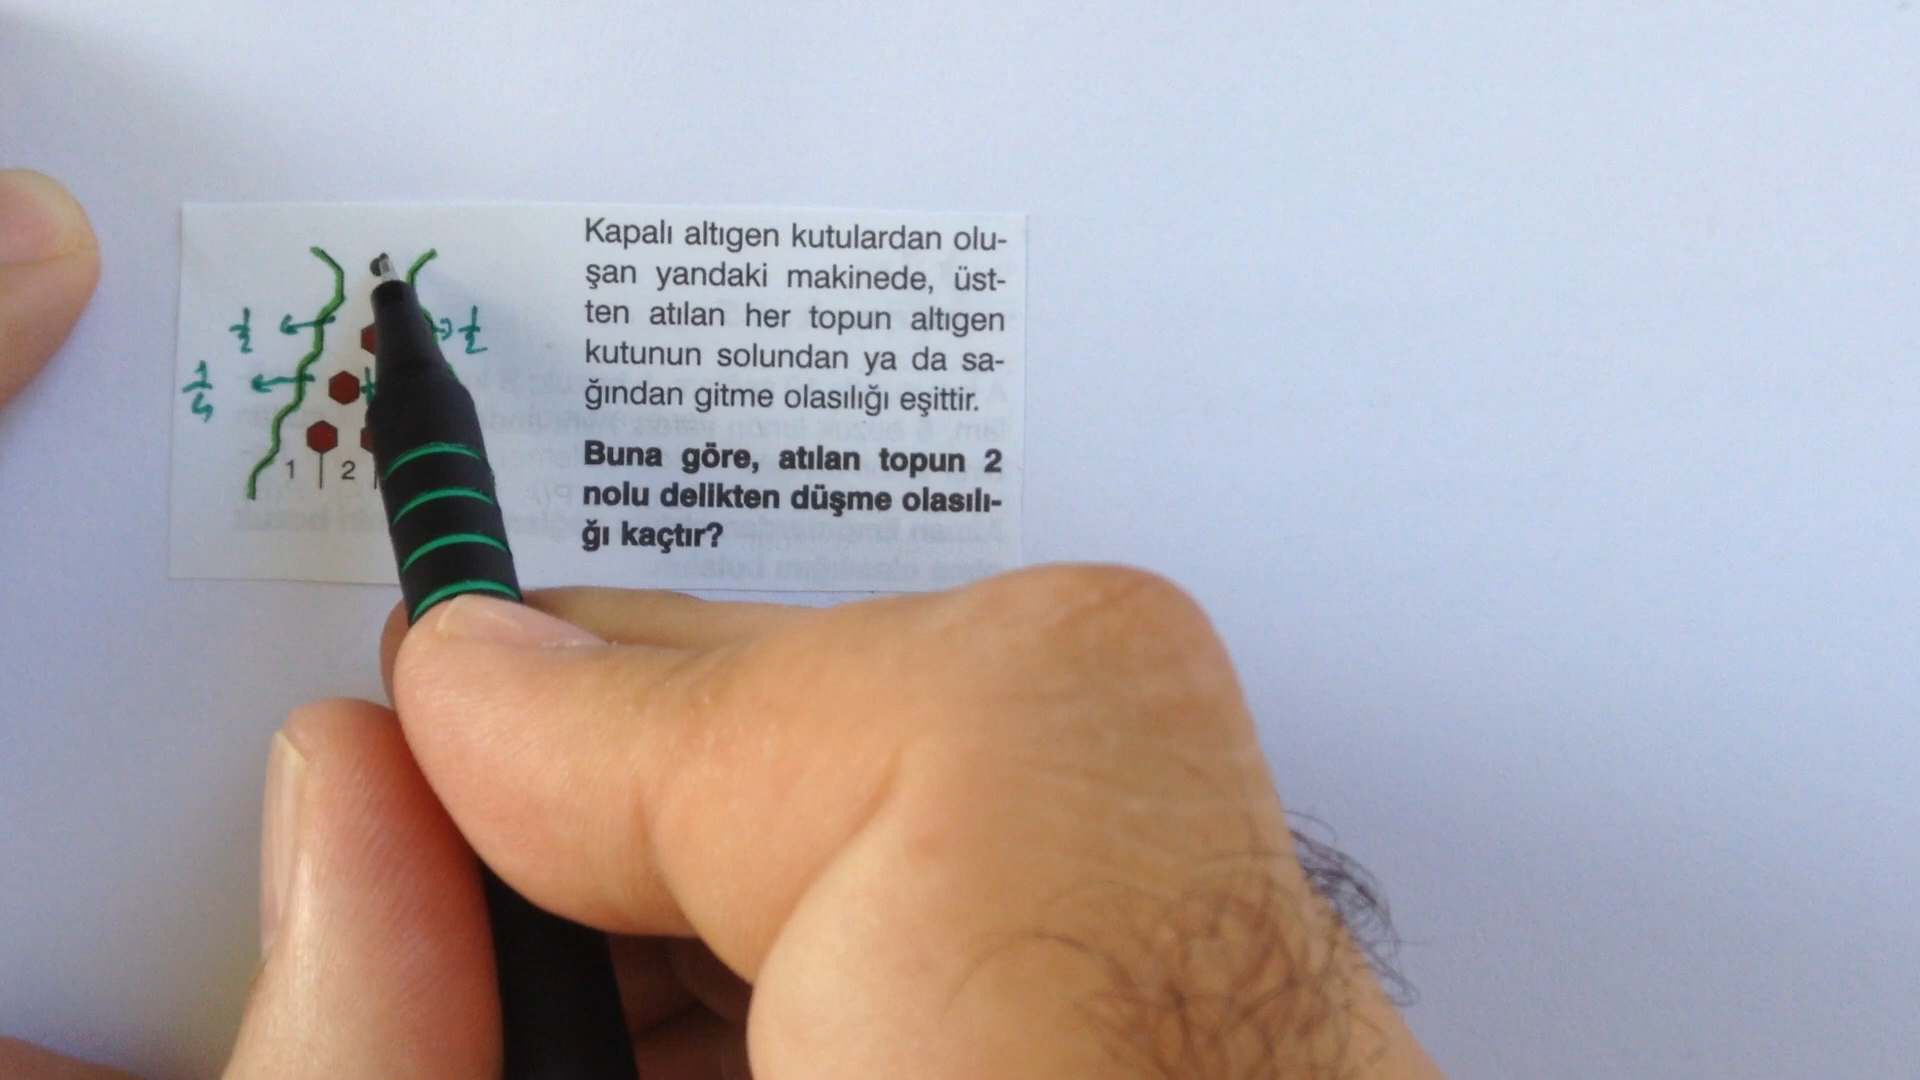 Kapalı altıgen kutulardan olu-
şan yandaki makinede, üst-
ten atılan her topun altıgen
kutunun solundan ya da sa-
ğından gitme olasılığı eşittir.
Buna göre, atılan topun 2
nolu delikten düşme olasılı-
ğı kaçtır?
1/2
1/2
1/4
1 2